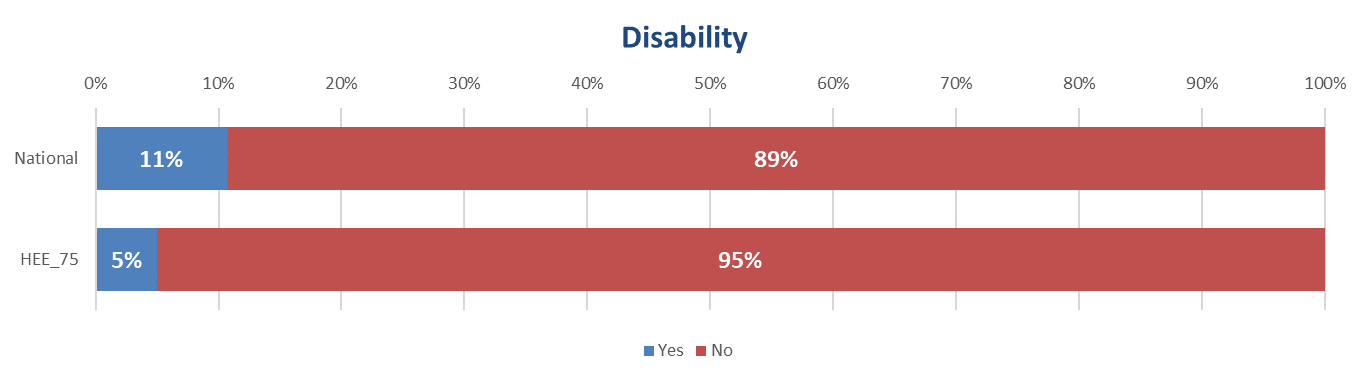 Disability
0% 10% 20% 30% 40% 50% 60% 70% 80% 90% 100%
National 11% 89%
HEE_75 5% 95%
Yes No